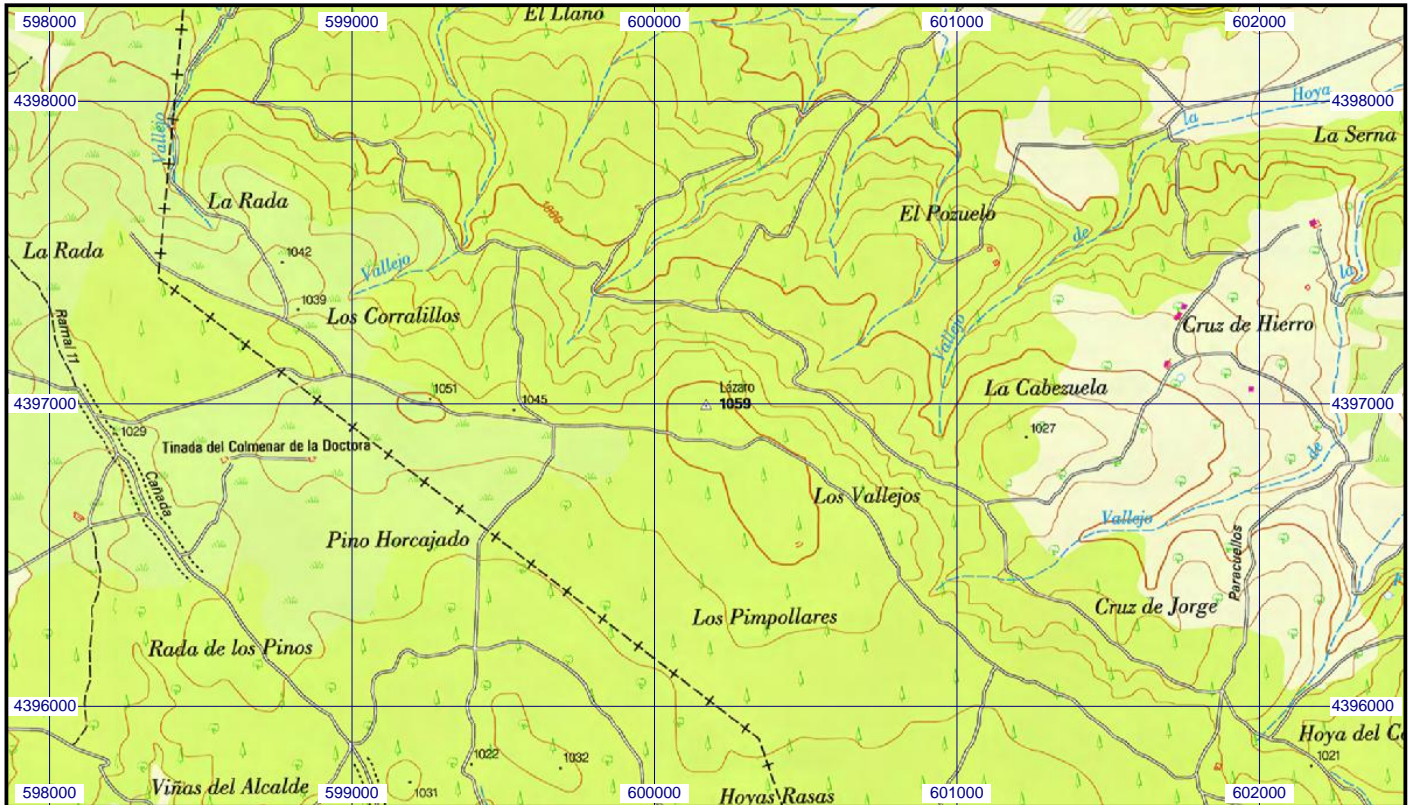 598000
599000
El Llano
600000
601000
602000
4398000
4398000
Hoya
la
Vallejo
La Serna
La Rada
1000
El Pozuelo
de
La Rada
1042
Vallejo
la
1039
Los Corralillos
Ramal 11
Vallejo
Cruz de Hierro
1051
1045
Lázaro
1059
La Cabezuela
4397000
4397000
1029
1027
Tinada del Colmenar de la Doctora
de
Cañada
Los Vallejos
Vallejo
Pino Horcajado
Paracuellos
Los Pimpollares
Cruz de Jorge
Rada de los Pinos
4396000
4396000
Hoya del C
1022
1032
1021
Viñas del Alcalde
1031
Hoyas Rasas
598000
599000
600000
601000
602000